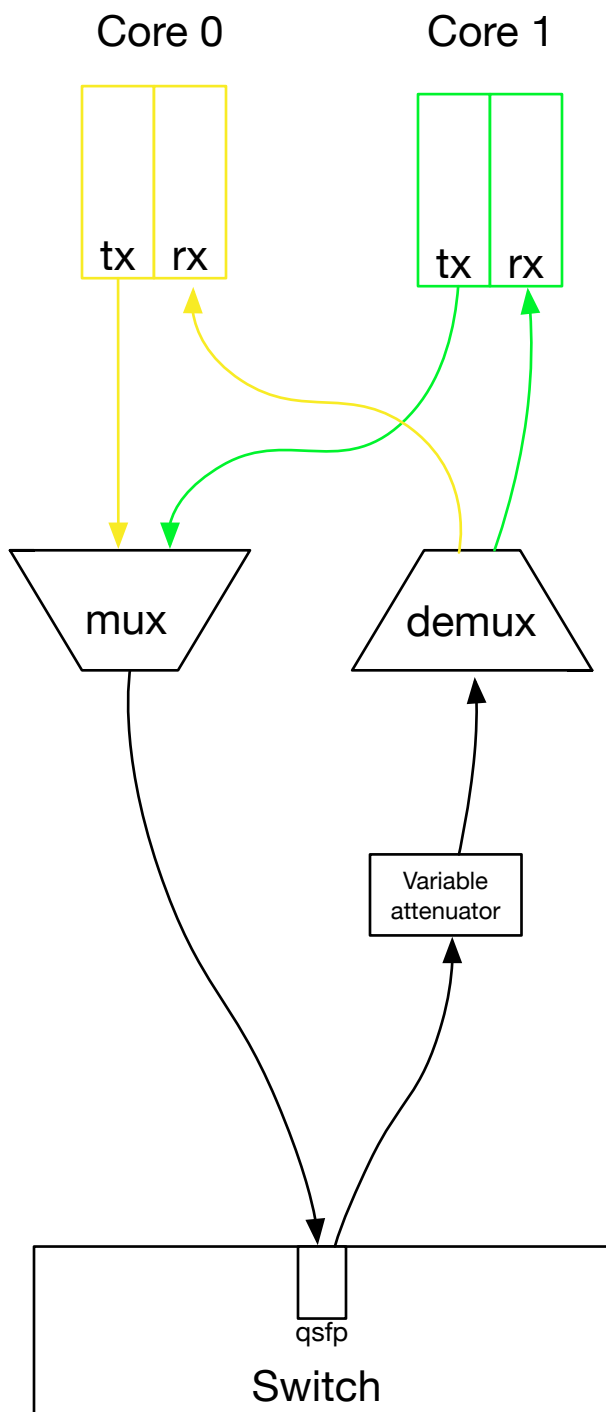 Core 0
Core 1
tx
rx
tx
rx
mux
demux
Variable
attenuator
qsfp
Switch